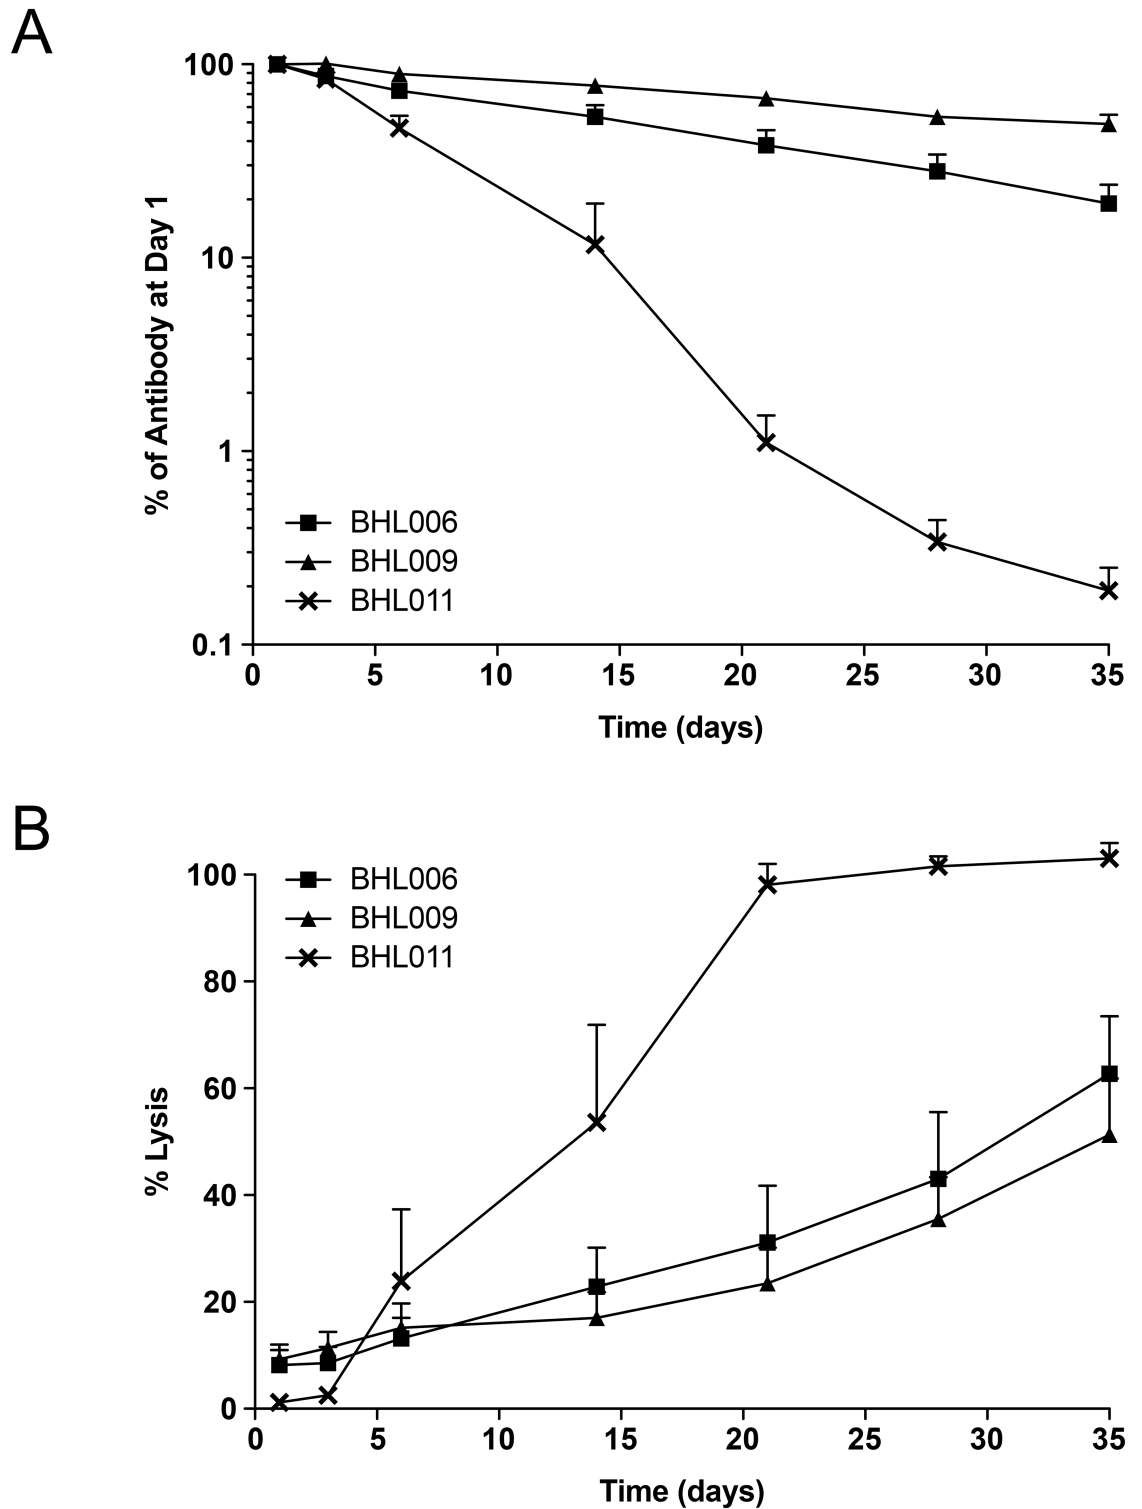 A
100
10
1
0.1
% of Antibody at Day 1
BHL006
BHL009
BHL011
0 5 10 15 20 25 30 35
Time (days)
B
100
80
60
40
20
0
% Lysis
BHL006
BHL009
BHL011
0 5 10 15 20 25 30 35
Time (days)